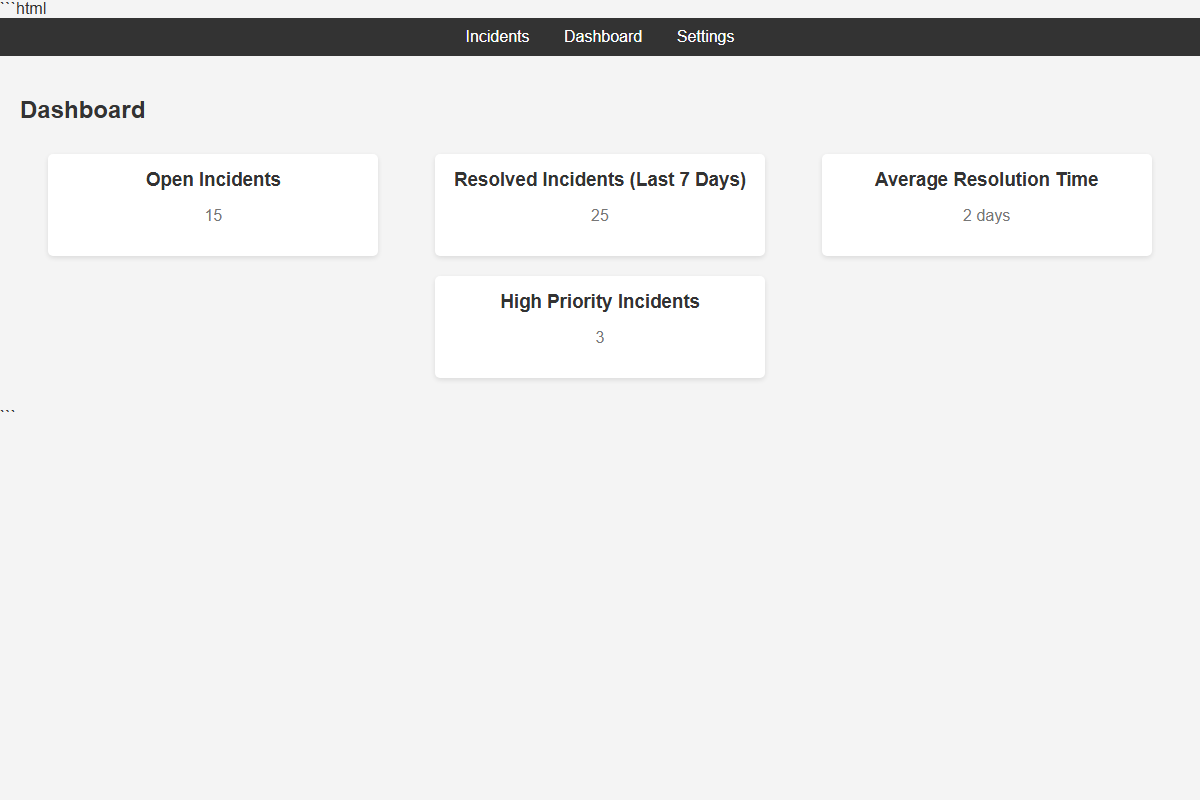 ```html
Incidents Dashboard Settings
Dashboard
Open Incidents
15
Resolved Incidents (Last 7 Days)
25
Average Resolution Time
2 days
High Priority Incidents
3
```